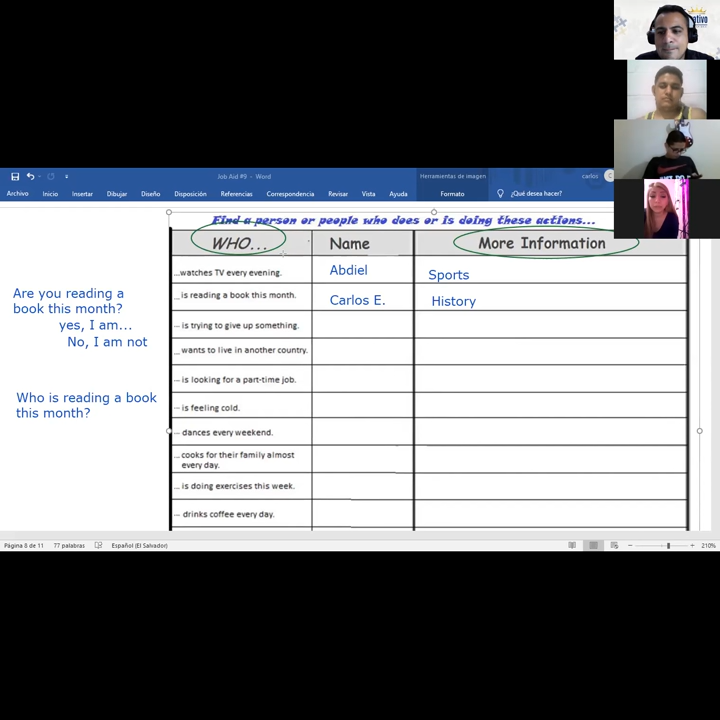 ativo
Job Aid #9 - Word
Herramientas de imagen
carlos
Archivo Inicio Insertar Dibujar Diseño Disposición Referencias Correspondencia Revisar Vista Ayuda Formato ¿Qué desea hacer?
Find a person or people who does or is doing these actions...
WHO... Name More Information
...watches TV every evening. Abdiel Sports
... is reading a book this month. Carlos E. History
... is trying to give up something.
... wants to live in another country.
... is looking for a part-time job.
... is feeling cold.
... dances every weekend.
... cooks for their family almost
every day.
... is doing exercises this week.
... drinks coffee every day.
Are you reading a
book this month?
yes, I am...
No, I am not
Who is reading a book
this month?
Página 8 de 11 77 palabras Español (El Salvador) 210%